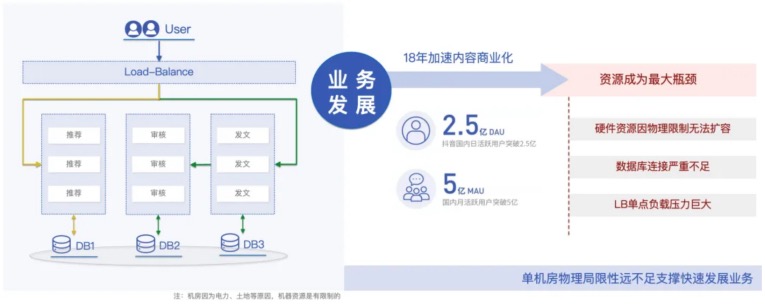 User
Load-Balance
推荐
推荐
推荐
审核
审核
审核
发文
发文
发文
DB1
DB2
DB3
注：机房因为电力、土地等原因，机器资源是有限制的
业务
发展
18年加速内容商业化
2.5亿 DAU
抖音国内日活跃用户突破2.5亿
5亿 MAU
国内月活跃用户突破5亿
资源成为最大瓶颈
硬件资源因物理限制无法扩容
数据库连接严重不足
LB单点负载压力巨大
单机房物理局限性远不足支撑快速发展业务